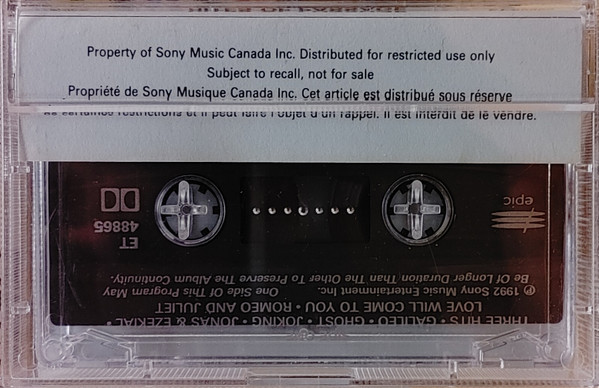 Property of Sony Music Canada Inc. Distributed for restricted use only
Subject to recall, not for sale
Propriété de Sony Musique Canada Inc. Cet article est distribué sous réserve
de certaines restrictions et il peut faire l'objet d'un rappel. Il est interdit de le vendre.
THREE HITS • GALILEO • GHOST • JOKING • JONAS & EZEKIAL
LOVE WILL COME TO YOU • ROMEO AND JULIET
℗ 1992 Sony Music Entertainment Inc. One Side Of This Program May
Be Of Longer Duration Than The Other To Preserve The Album Continuity.
epic
ET
48865